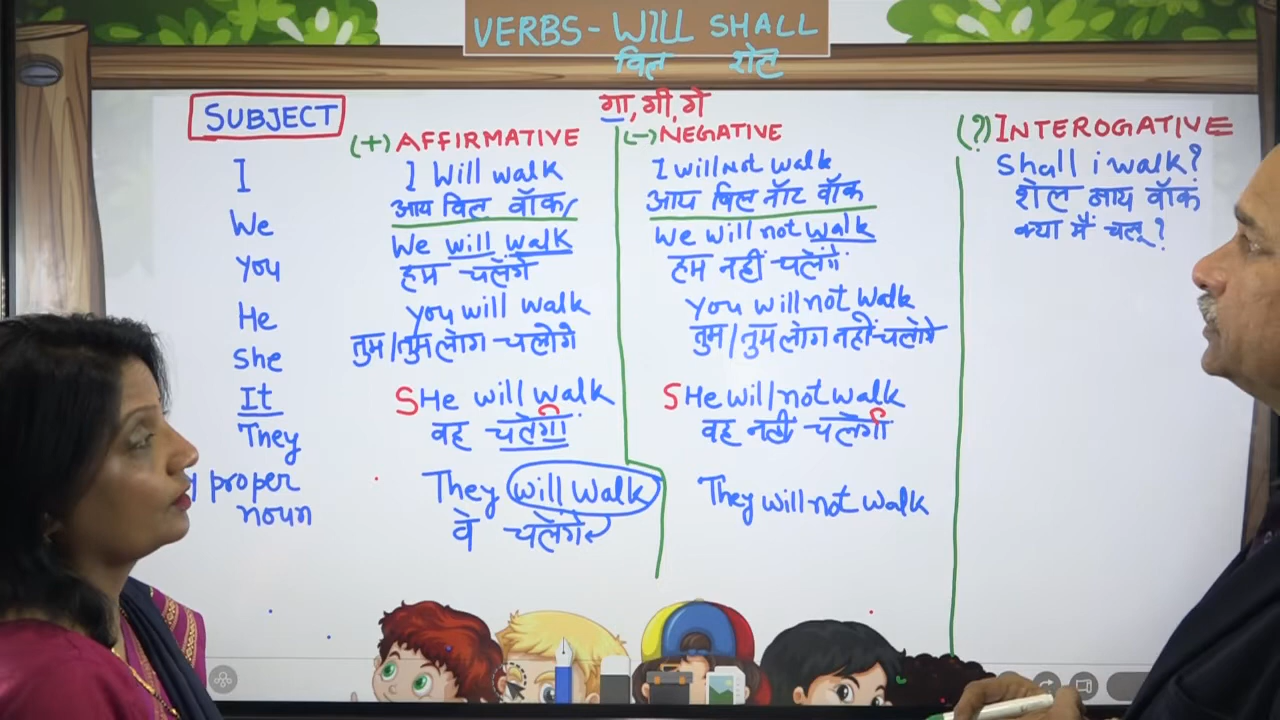 VERBS-WILL SHALL
विल शेल
गा, गी, गे
SUBJECT
I
We
you
He
She
It
They
proper
noun
(+) AFFIRMATIVE
I Will walk
आय विल वॉक
We will walk
हम चलेंगे
you will walk
तुम/तुम लोग चलोगे
SHe will walk
वह चलेगा
They will walk
वे चलेंगे
(-) NEGATIVE
I will Not walk
आय विल नॉट वॉक
We will not walk
हम नहीं चलेंगे
you will not walk
तुम/तुम लोग नहीं चलोगे
SHe will not walk
वह नहीं चलेगी
They will not walk
(?) INTEROGATIVE
Shall i walk?
शेल आय वॉक
क्या मैं चलू?